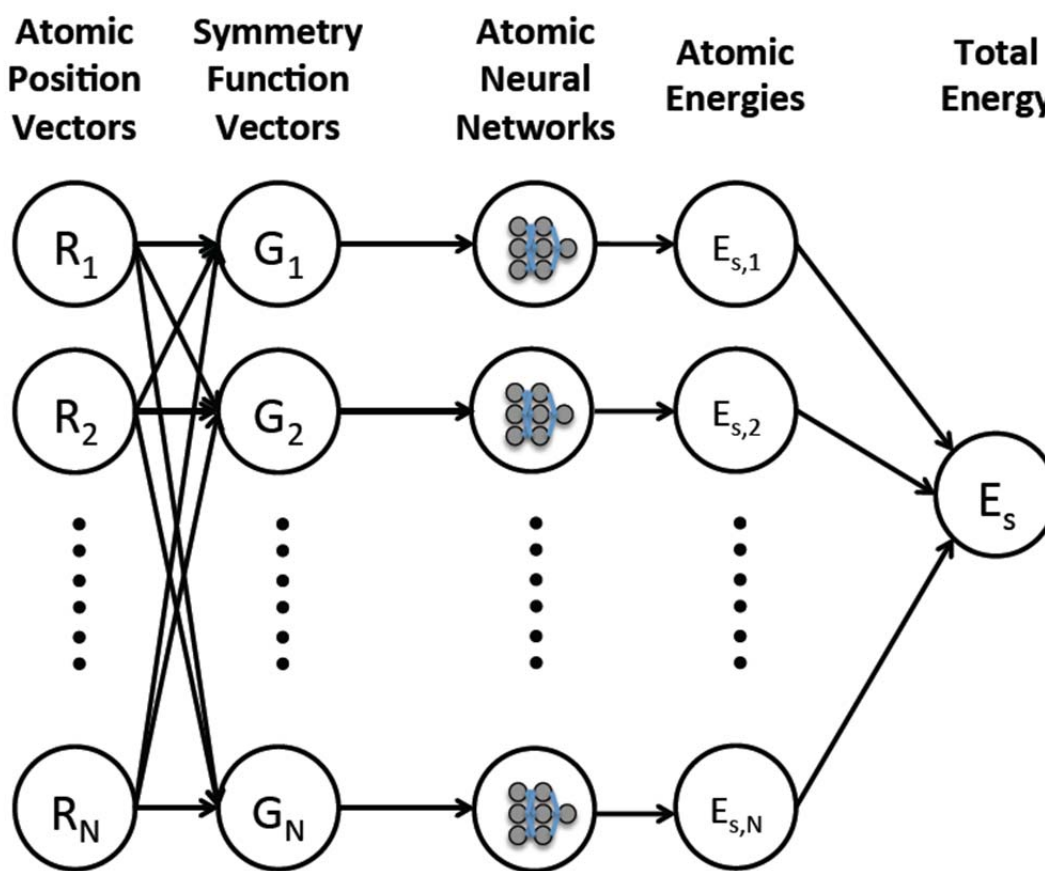 Atomic
Position
Vectors
Symmetry
Function
Vectors
Atomic
Neural
Networks
Atomic
Energies
Total
Energy
R1
G1
Es,1
R2
G2
Es,2
Es
RN
GN
Es,N